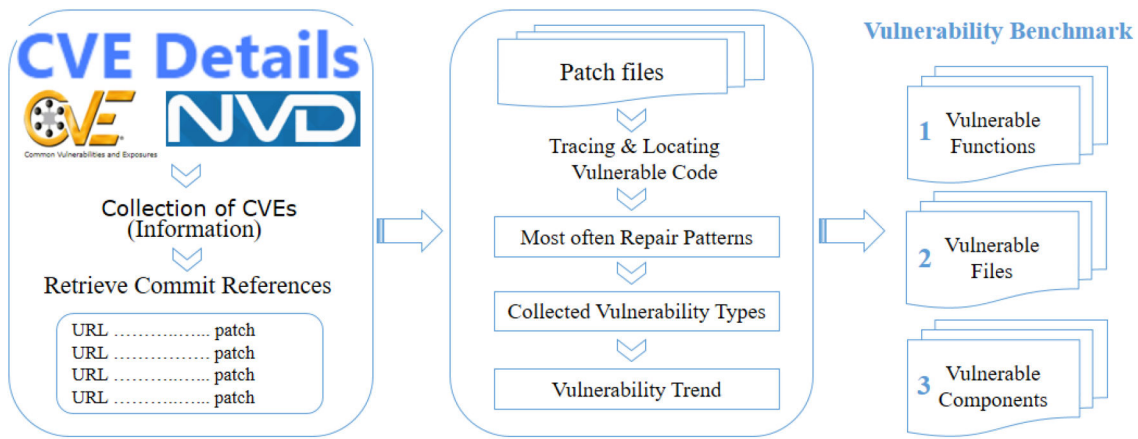 CVE Details
CVE
Common Vulnerabilities and Exposures
NVD
Collection of CVEs
(Information)
Retrieve Commit References
URL ................ patch
URL ................ patch
URL ................ patch
URL ................ patch
Patch files
Tracing & Locating
Vulnerable Code
Most often Repair Patterns
Collected Vulnerability Types
Vulnerability Trend
Vulnerability Benchmark
1 Vulnerable
Functions
2 Vulnerable
Files
3 Vulnerable
Components